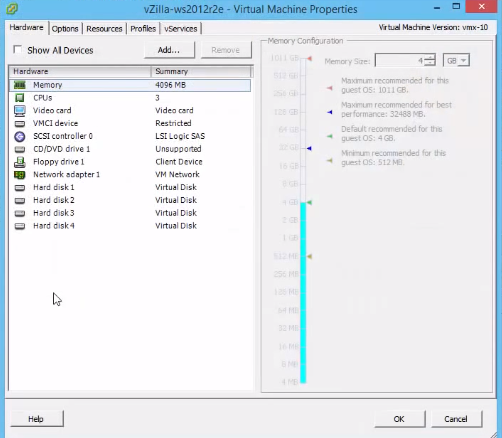 vZilla-ws2012r2e - Virtual Machine Properties
Hardware Options Resources Profiles vServices Virtual Machine Version: vmx-10
Show All Devices Add... Remove
Hardware Summary
Memory 4096 MB
CPUs 3
Video card Video card
VMCI device Restricted
SCSI controller 0 LSI Logic SAS
CD/DVD drive 1 Unsupported
Floppy drive 1 Client Device
Network adapter 1 VM Network
Hard disk 1 Virtual Disk
Hard disk 2 Virtual Disk
Hard disk 3 Virtual Disk
Hard disk 4 Virtual Disk
Memory Configuration
Memory Size: 4 GB
1011 GB
512 GB
256 GB
128 GB
64 GB
32 GB
16 GB
8 GB
4 GB
2 GB
1 GB
512 MB
256 MB
128 MB
64 MB
32 MB
16 MB
8 MB
4 MB
Maximum recommended for this
guest OS: 1011 GB.
Maximum recommended for best
performance: 32488 MB.
Default recommended for this
guest OS: 4 GB.
Minimum recommended for this
guest OS: 512 MB.
Help OK Cancel